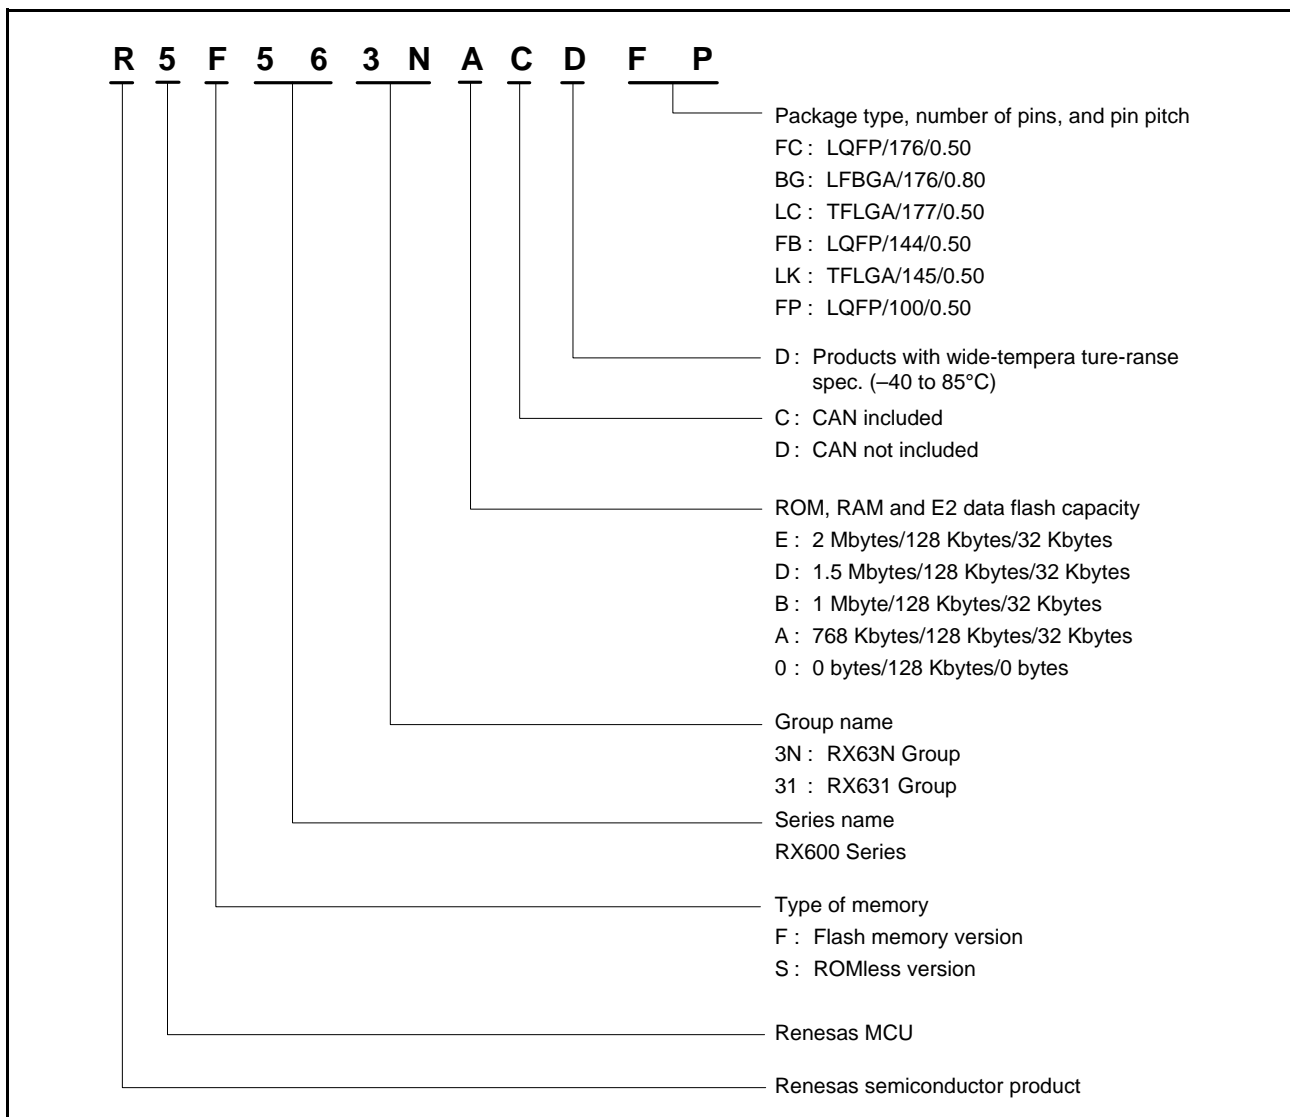 R 5 F 5 6 3 N A C D F P
Package type, number of pins, and pin pitch
FC : LQFP/176/0.50
BG : LFBGA/176/0.80
LC : TFLGA/177/0.50
FB : LQFP/144/0.50
LK : TFLGA/145/0.50
FP : LQFP/100/0.50
D : Products with wide-tempera ture-ranse
spec. (–40 to 85°C)
C : CAN included
D : CAN not included
ROM, RAM and E2 data flash capacity
E : 2 Mbytes/128 Kbytes/32 Kbytes
D : 1.5 Mbytes/128 Kbytes/32 Kbytes
B : 1 Mbyte/128 Kbytes/32 Kbytes
A : 768 Kbytes/128 Kbytes/32 Kbytes
0 : 0 bytes/128 Kbytes/0 bytes
Group name
3N : RX63N Group
31 : RX631 Group
Series name
RX600 Series
Type of memory
F : Flash memory version
S : ROMless version
Renesas MCU
Renesas semiconductor product